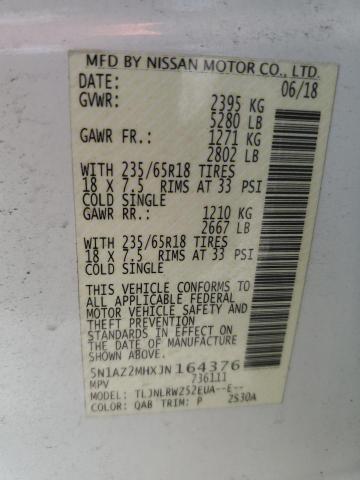 MFD BY NISSAN MOTOR CO., LTD.
DATE: 06/18
GVWR: 2395 KG
5280 LB
GAWR FR.: 1271 KG
2802 LB
WITH 235/65R18 TIRES
18 X 7.5 RIMS AT 33 PSI
COLD SINGLE
GAWR RR.: 1210 KG
2667 LB
WITH 235/65R18 TIRES
18 X 7.5 RIMS AT 33 PSI
COLD SINGLE
THIS VEHICLE CONFORMS TO
ALL APPLICABLE FEDERAL
MOTOR VEHICLE SAFETY AND
THEFT PREVENTION
STANDARDS IN EFFECT ON
THE DATE OF MANUFACTURE
SHOWN ABOVE.
5N1AZ2MHXJN164376
MPV 736111
MODEL: TLJNLRWZ52EUA--E--
COLOR: QAB TRIM: P 2S30A